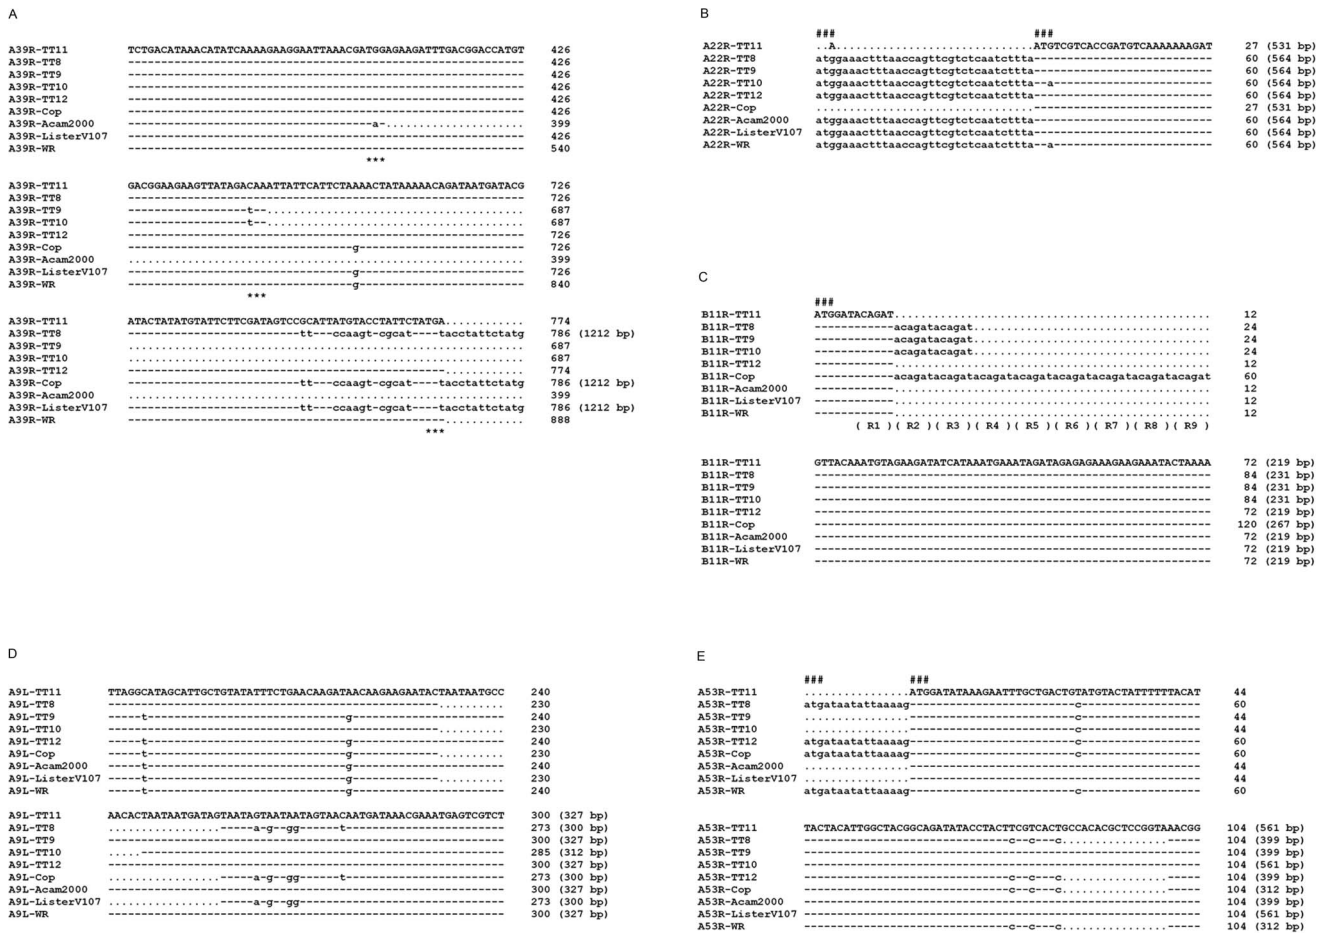 A
A39R-TT11 TCTGACATAAACATATCAAAAGAAGGAATTAAACGATGGAGAAGATTTGACGGACCATGT 426
A39R-TT8 ------------------------------------------------------------ 426
A39R-TT9 ------------------------------------------------------------ 426
A39R-TT10 ------------------------------------------------------------ 426
A39R-TT12 ------------------------------------------------------------ 426
A39R-Cop ------------------------------------------------------------ 426
A39R-Acam2000 -------------------------------------a-..................... 399
A39R-ListerV107 ------------------------------------------------------------ 426
A39R-WR ------------------------------------------------------------ 540
***
A39R-TT11 GACGGAAGAAGTTATAGACAAATTATTCATTCTAAAACTATAAAAACAGATAATGATACG 726
A39R-TT8 ------------------------------------------------------------ 726
A39R-TT9 ------------------t--....................................... 687
A39R-TT10 ------------------t--....................................... 687
A39R-TT12 ------------------------------------------------------------ 726
A39R-Cop ----------------------------------g------------------------- 726
A39R-Acam2000 ............................................................ 399
A39R-ListerV107 ----------------------------------g------------------------- 726
A39R-WR ----------------------------------g------------------------- 840
***
A39R-TT11 ATACTATATGTATTCTTCGATAGTCCGCATTATGTACCTATTCTATGA............ 774
A39R-TT8 --------------------------tt---ccaagt-cgcat----tacctattctatg 786 (1212 bp)
A39R-TT9 ............................................................ 687
A39R-TT10 ............................................................ 687
A39R-TT12 ------------------------------------------------............ 774
A39R-Cop --------------------------tt---ccaagt-cgcat----tacctattctatg 786 (1212 bp)
A39R-Acam2000 ............................................................ 399
A39R-ListerV107 --------------------------tt---ccaagt-cgcat----tacctattctatg 786 (1212 bp)
A39R-WR ------------------------------------------------............ 888
***
B
### ###
A22R-TT11 ..A..............................ATGTCGTCACCGATGTCAAAAAAAGAT 27 (531 bp)
A22R-TT8 atggaaactttaaccagttcgtctcaatcttta--------------------------- 60 (564 bp)
A22R-TT9 atggaaactttaaccagttcgtctcaatcttta--------------------------- 60 (564 bp)
A22R-TT10 atggaaactttaaccagttcgtctcaatcttta--a------------------------ 60 (564 bp)
A22R-TT12 atggaaactttaaccagttcgtctcaatcttta--------------------------- 60 (564 bp)
A22R-Cop .................................--------------------------- 27 (531 bp)
A22R-Acam2000 atggaaactttaaccagttcgtctcaatcttta--------------------------- 60 (564 bp)
A22R-ListerV107 atggaaactttaaccagttcgtctcaatcttta--------------------------- 60 (564 bp)
A22R-WR atggaaactttaaccagttcgtctcaatcttta--a------------------------ 60 (564 bp)
C
###
B11R-TT11 ATGGATACAGAT................................................ 12
B11R-TT8 ------------acagatacagat.................................... 24
B11R-TT9 ------------acagatacagat.................................... 24
B11R-TT10 ------------acagatacagat.................................... 24
B11R-TT12 ------------................................................ 12
B11R-Cop ------------acagatacagatacagatacagatacagatacagatacagatacagat 60
B11R-Acam2000 ------------................................................ 12
B11R-ListerV107 ------------................................................ 12
B11R-WR ------------................................................ 12
( R1 )( R2 )( R3 )( R4 )( R5 )( R6 )( R7 )( R8 )( R9 )
B11R-TT11 GTTACAAATGTAGAAGATATCATAAATGAAATAGATAGAGAGAAAGAAGAAATACTAAAA 72 (219 bp)
B11R-TT8 ------------------------------------------------------------ 84 (231 bp)
B11R-TT9 ------------------------------------------------------------ 84 (231 bp)
B11R-TT10 ------------------------------------------------------------ 84 (231 bp)
B11R-TT12 ------------------------------------------------------------ 72 (219 bp)
B11R-Cop ------------------------------------------------------------ 120 (267 bp)
B11R-Acam2000 ------------------------------------------------------------ 72 (219 bp)
B11R-ListerV107 ------------------------------------------------------------ 72 (219 bp)
B11R-WR ------------------------------------------------------------ 72 (219 bp)
D
A9L-TT11 TTAGGCATAGCATTGCTGTATATTTCTGAACAAGATAACAAGAAGAATACTAATAATGCC 240
A9L-TT8 --------------------------------------------------.......... 230
A9L-TT9 -----t------------------------------g----------------------- 240
A9L-TT10 --------------------------------------------------.......... 230
A9L-TT12 -----t------------------------------g----------------------- 240
A9L-Cop -----t------------------------------g-------------.......... 230
A9L-Acam2000 -----t------------------------------g----------------------- 240
A9L-ListerV107 -----t------------------------------g-------------.......... 230
A9L-WR -----t------------------------------g----------------------- 240
A9L-TT11 AACACTAATAATGATAGTAATAGTAATAATAGTAACAATGATAAACGAAATGAGTCGTCT 300 (327 bp)
A9L-TT8 .................-----a-g--gg------t------------------------ 273 (300 bp)
A9L-TT9 ------------------------------------------------------------ 300 (327 bp)
A9L-TT10 .....------------------------------------------------------- 285 (312 bp)
A9L-TT12 ------------------------------------------------------------ 300 (327 bp)
A9L-Cop .................-----a-g--gg------t------------------------ 273 (300 bp)
A9L-Acam2000 ------------------------------------------------------------ 300 (327 bp)
A9L-ListerV107 .................-----a-g--gg------------------------------- 273 (300 bp)
A9L-WR ------------------------------------------------------------ 300 (327 bp)
E
### ###
A53R-TT11 ................ATGGATATAAAGAATTTGCTGACTGTATGTACTATTTTTTACAT 44
A53R-TT8 atgataatattaaaag-------------------------c------------------ 60
A53R-TT9 ................-------------------------------------------- 44
A53R-TT10 ................-------------------------------------------- 44
A53R-TT12 atgataatattaaaag-------------------------c------------------ 60
A53R-Cop atgataatattaaaag-------------------------c------------------ 60
A53R-Acam2000 ................-------------------------------------------- 44
A53R-ListerV107 ................-------------------------------------------- 44
A53R-WR atgataatattaaaag-------------------------c------------------ 60
A53R-TT11 TACTACATTGGCTACGGCAGATATACCTACTTCGTCACTGCCACACGCTCCGGTAAACGG 104 (561 bp)
A53R-TT8 -------------------------------c--c---c................----- 104 (399 bp)
A53R-TT9 ------------------------------------------------------------ 104 (399 bp)
A53R-TT10 ------------------------------------------------------------ 104 (561 bp)
A53R-TT12 -------------------------------c--c---c................----- 104 (399 bp)
A53R-Cop -------------------------------c--c---c................----- 104 (312 bp)
A53R-Acam2000 ------------------------------------------------------------ 104 (399 bp)
A53R-ListerV107 ------------------------------------------------------------ 104 (561 bp)
A53R-WR -------------------------------c--c---c................----- 104 (312 bp)